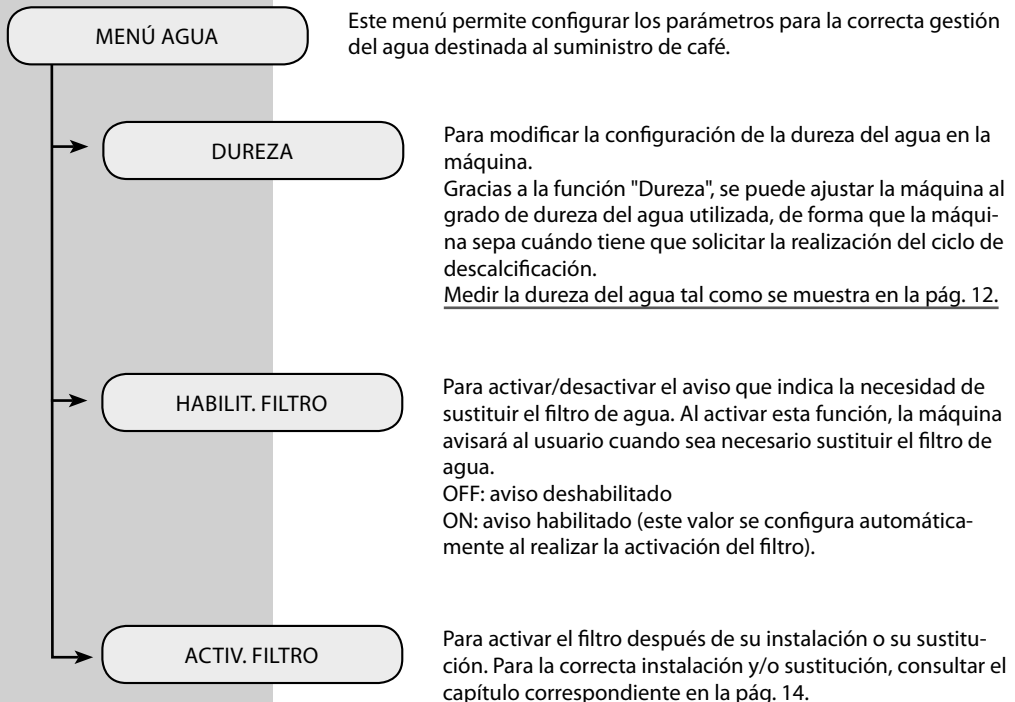 MENÚ AGUA
Este menú permite configurar los parámetros para la correcta gestión
del agua destinada al suministro de café.
DUREZA
Para modificar la configuración de la dureza del agua en la
máquina.
Gracias a la función "Dureza", se puede ajustar la máquina al
grado de dureza del agua utilizada, de forma que la máqui-
na sepa cuándo tiene que solicitar la realización del ciclo de
descalcificación.
Medir la dureza del agua tal como se muestra en la pág. 12.
HABILIT. FILTRO
Para activar/desactivar el aviso que indica la necesidad de
sustituir el filtro de agua. Al activar esta función, la máquina
avisará al usuario cuando sea necesario sustituir el filtro de
agua.
OFF: aviso deshabilitado
ON: aviso habilitado (este valor se configura automática-
mente al realizar la activación del filtro).
ACTIV. FILTRO
Para activar el filtro después de su instalación o su sustitu-
ción. Para la correcta instalación y/o sustitución, consultar el
capítulo correspondiente en la pág. 14.